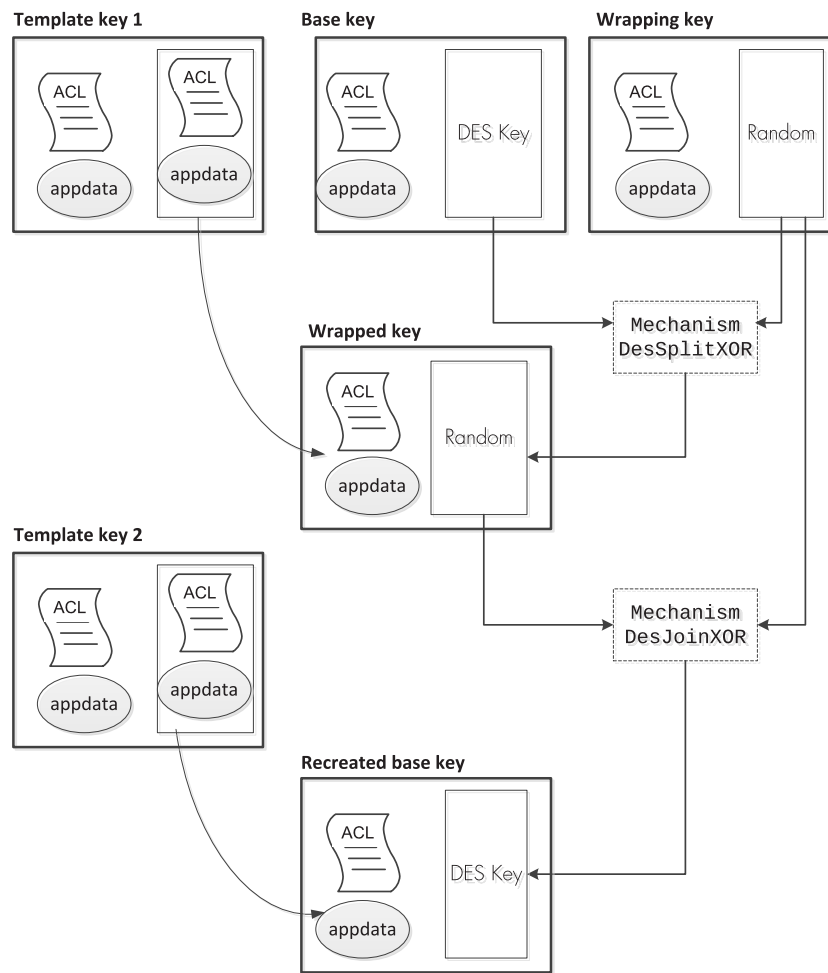 Template key 1
ACL
appdata
ACL
appdata
Base key
ACL
appdata
DES Key
Wrapping key
ACL
appdata
Random
Mechanism
DesSplitXOR
Wrapped key
ACL
appdata
Random
Template key 2
ACL
appdata
ACL
appdata
Mechanism
DesJoinXOR
Recreated base key
ACL
appdata
DES Key